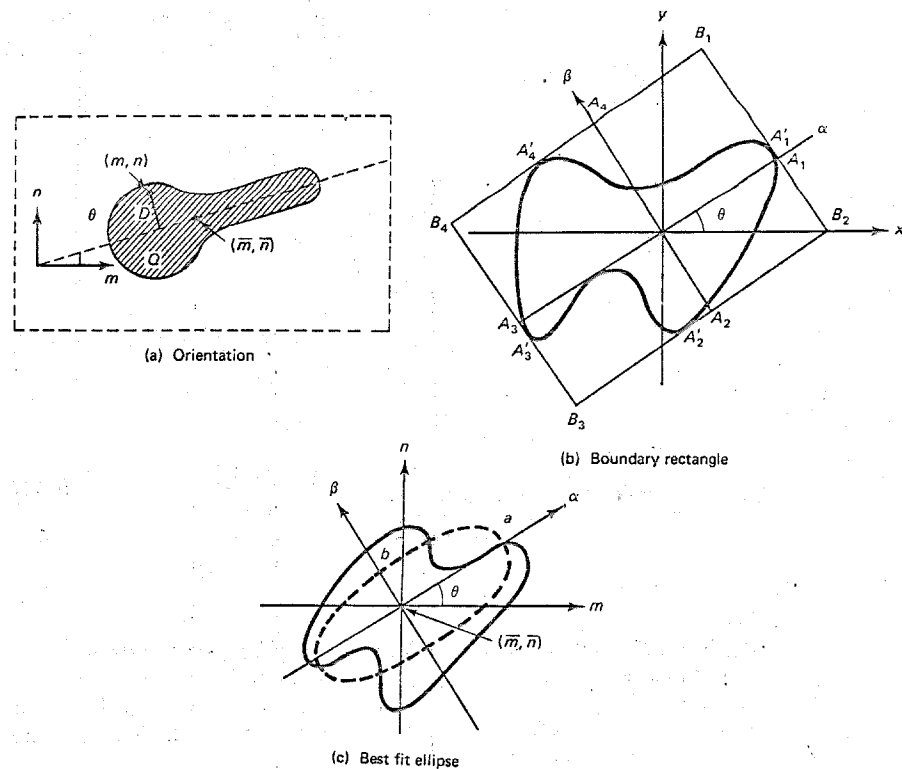 n
θ
(m, n)
D
(m̅, n̅)
Q
m
(a) Orientation
y
B₁
β
A₄
A′₄
A′₁
α
A₁
B₄
θ
B₂
x
A₃
A₂
A′₃
A′₂
B₃
(b) Boundary rectangle
n
β
a
α
b
θ
m
(m̅, n̅)
(c) Best fit ellipse